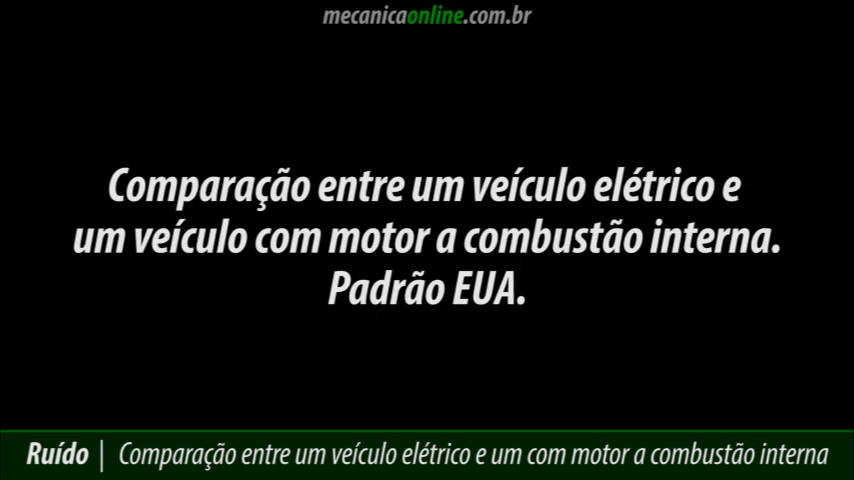 mecanicaonline.com.br
Comparação entre um veículo elétrico e
um veículo com motor a combustão interna.
Padrão EUA.
Ruído | Comparação entre um veículo elétrico e um com motor a combustão interna